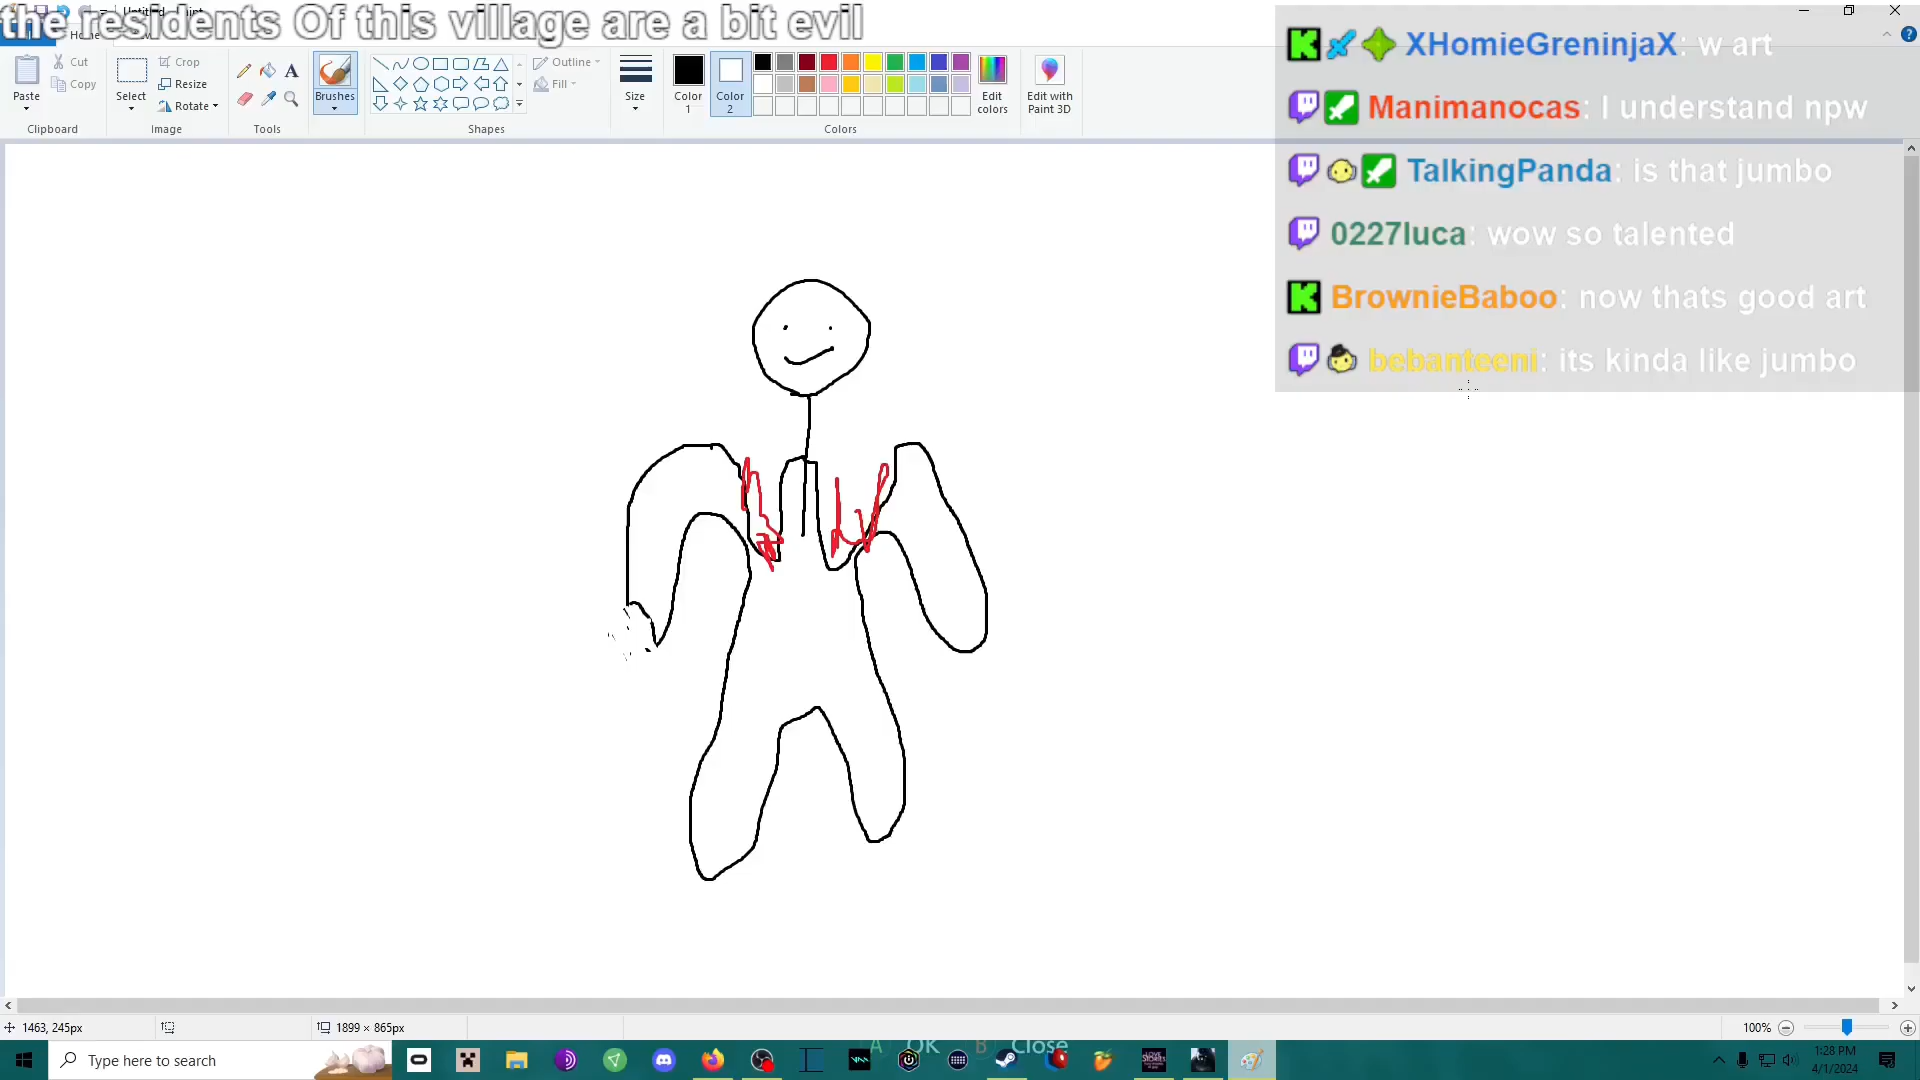 the residents Of this village are a bit evil
XHomieGreninjaX: w art
Manimanocas: I understand npw
TalkingPanda: is that jumbo
0227luca: wow so talented
BrownieBaboo: now thats good art
bebanteeni: its kinda like jumbo
Paste
Cut
Copy
Clipboard
Select
Crop
Resize
Rotate
Image
A
Tools
Brushes
Outline
Fill
Shapes
Size
Color 1
Color 2
Edit colors
Edit with Paint 3D
Colors
1463, 245px
1899 × 865px
100%
A OK B Close
Type here to search
1:28 PM
4/1/2024